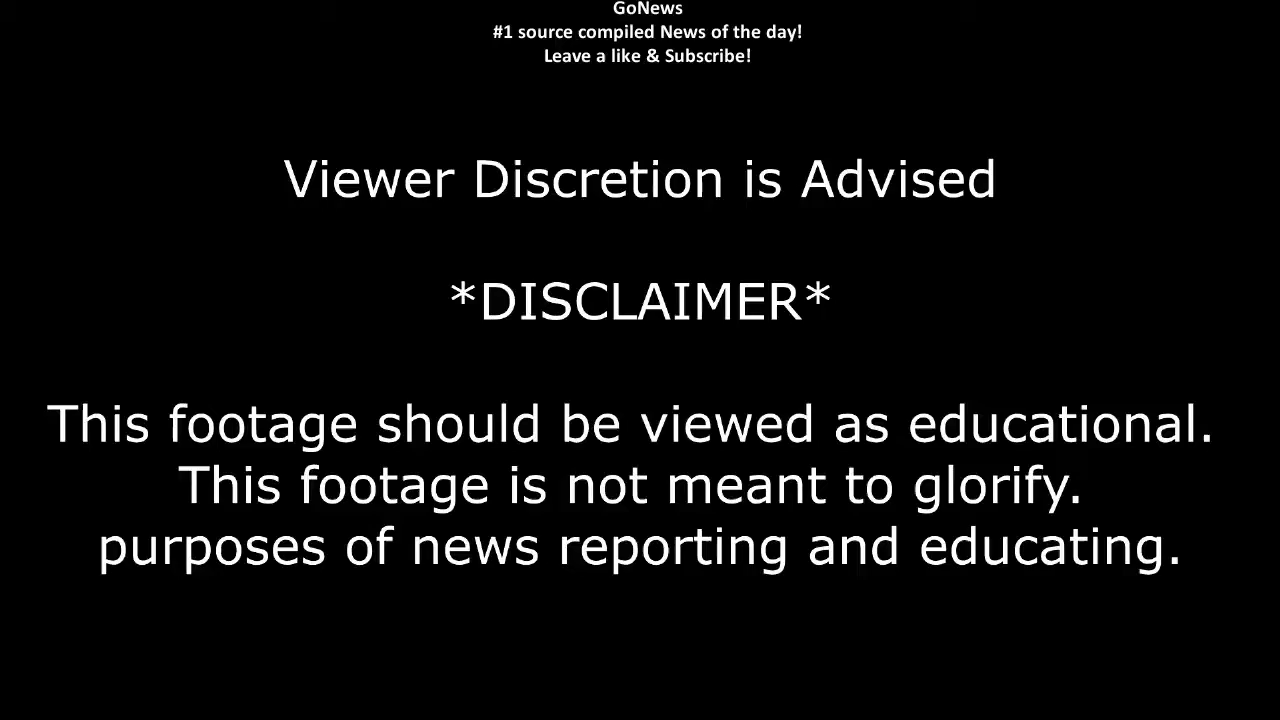 GoNews
#1 source compiled News of the day!
Leave a like & Subscribe!
Viewer Discretion is Advised
*DISCLAIMER*
This footage should be viewed as educational.
This footage is not meant to glorify.
purposes of news reporting and educating.